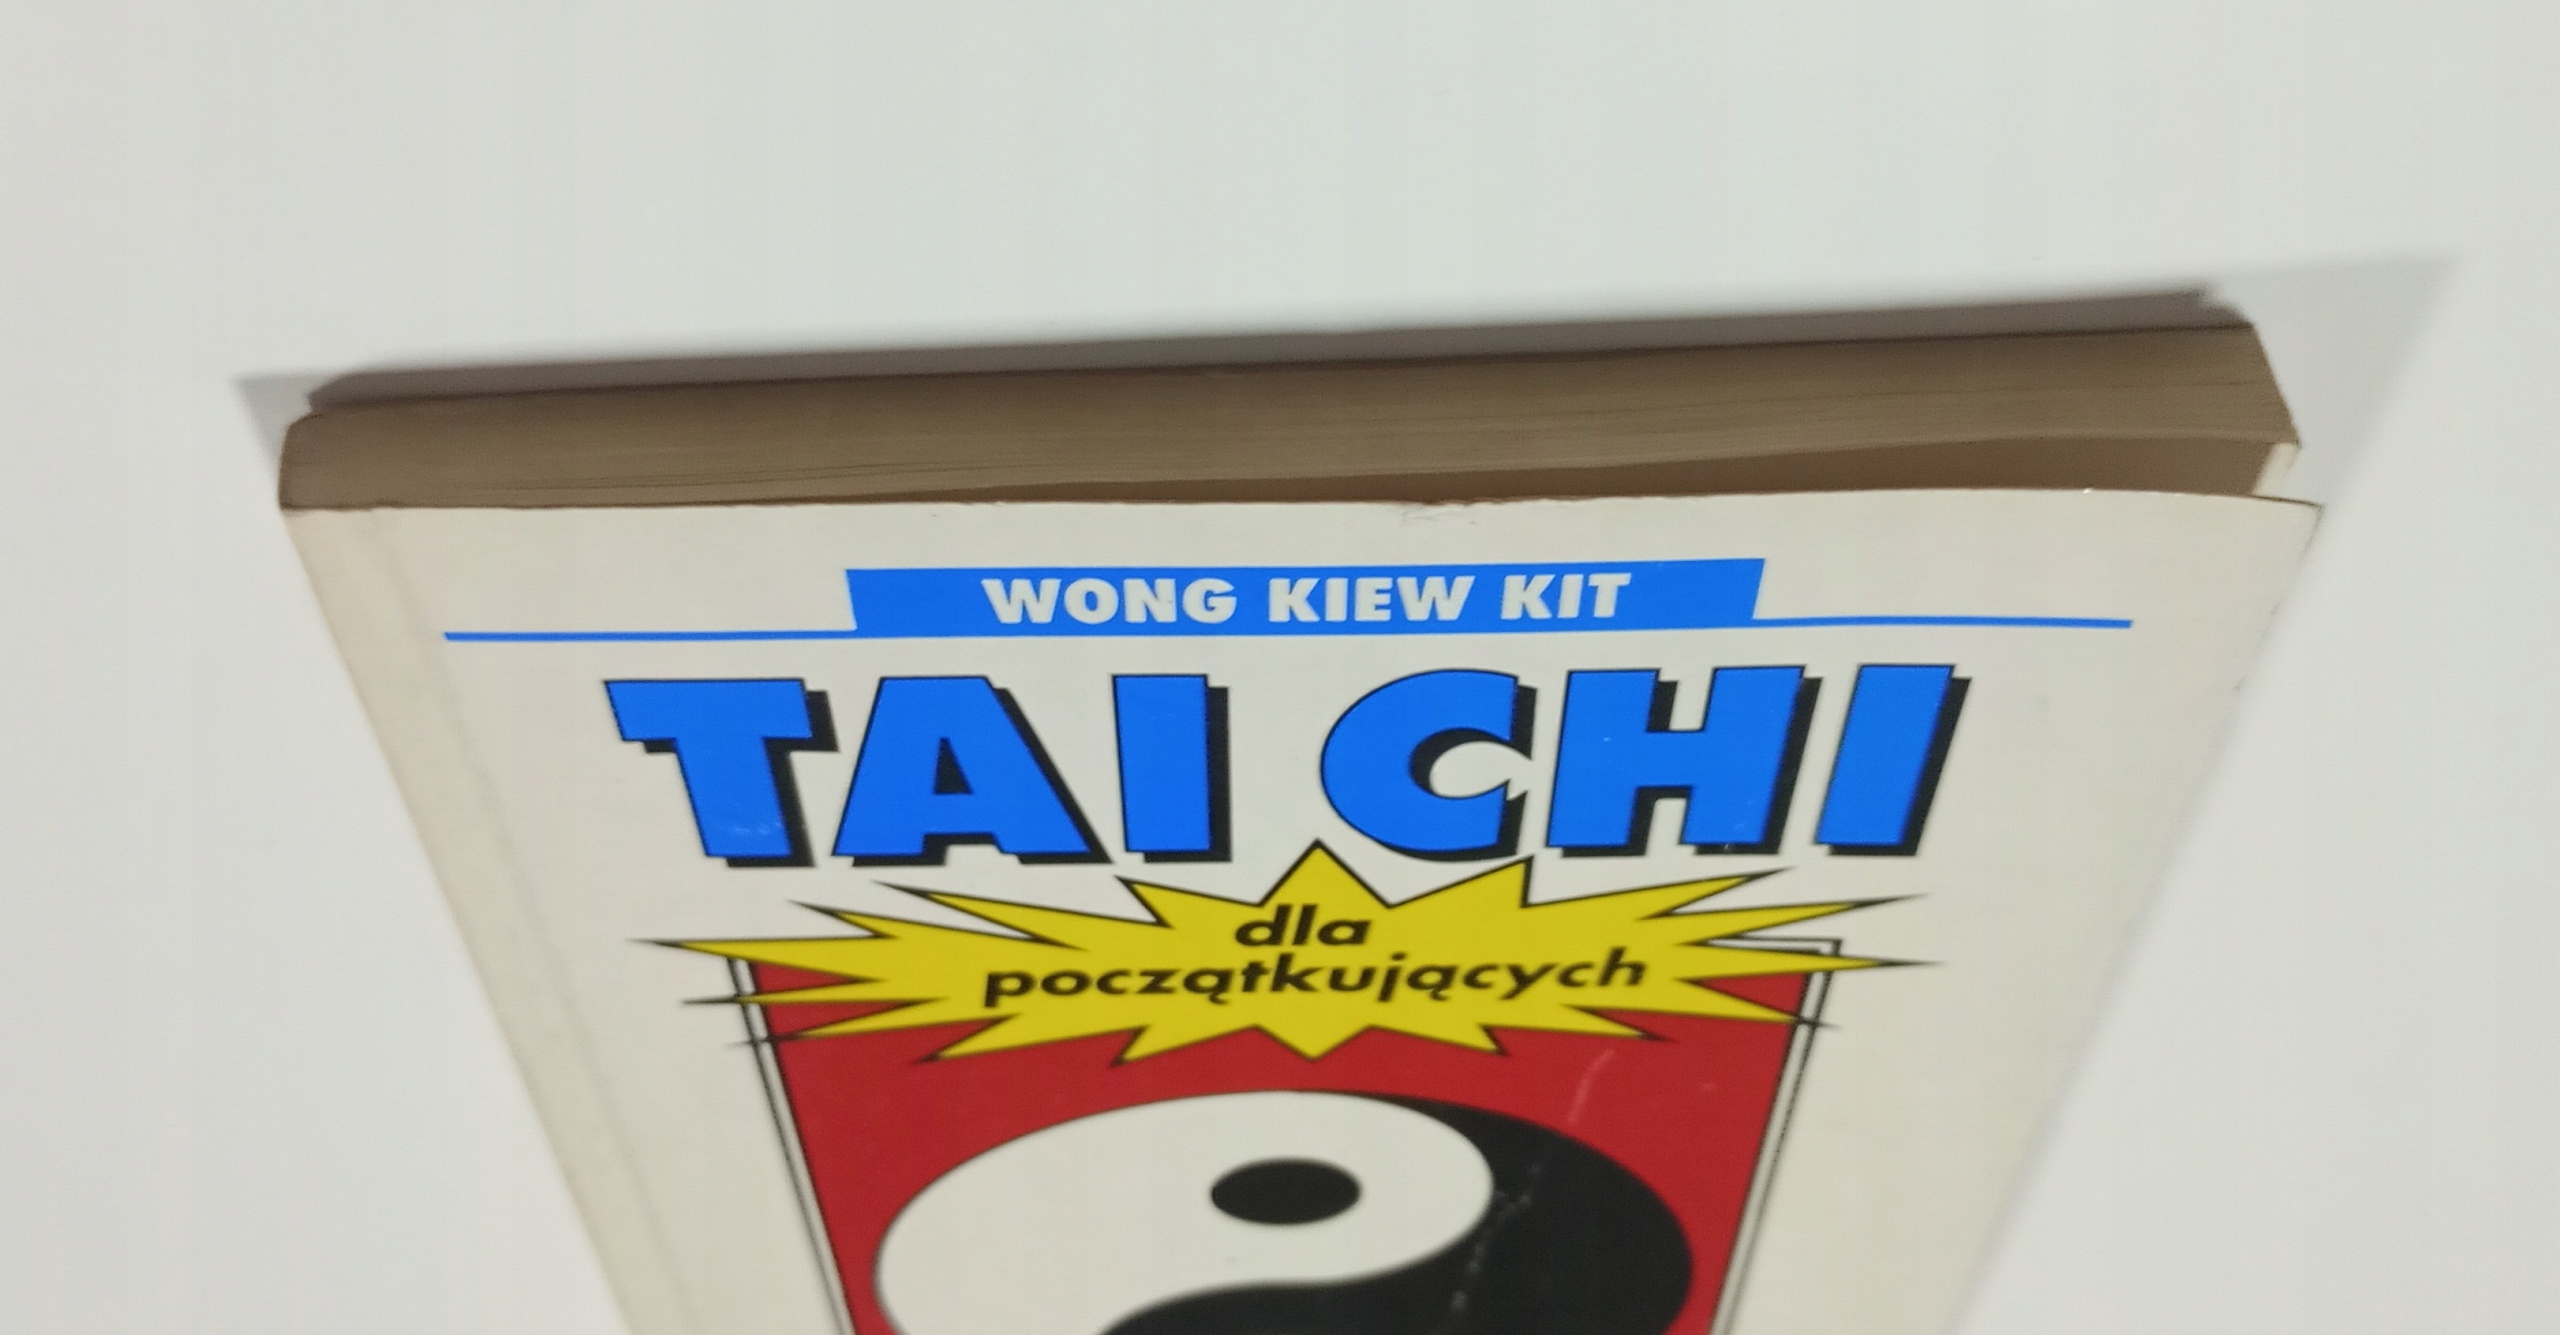 WONG KIEW KIT
TAI CHI
dla
początkujących